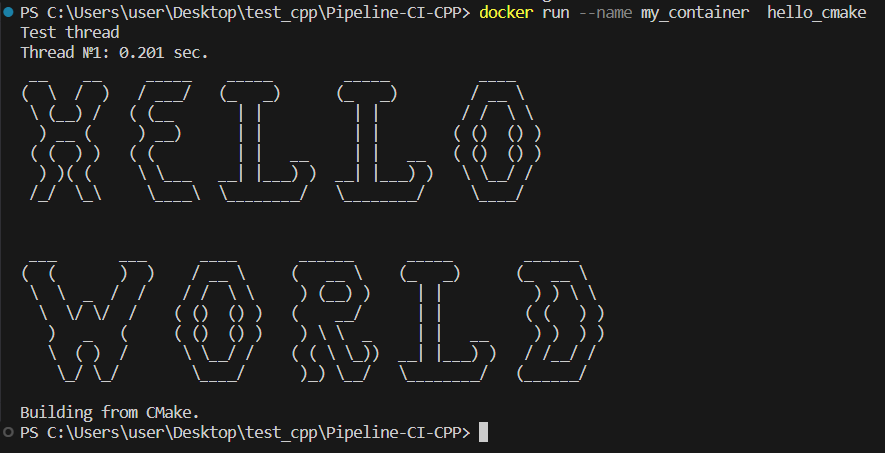 PS C:\Users\user\Desktop\test_cpp\Pipeline-CI-CPP> docker run --name my_container  hello_cmake
Test thread
Thread №1: 0.201 sec.
HELLO
WORLD
Building from CMake.
PS C:\Users\user\Desktop\test_cpp\Pipeline-CI-CPP>